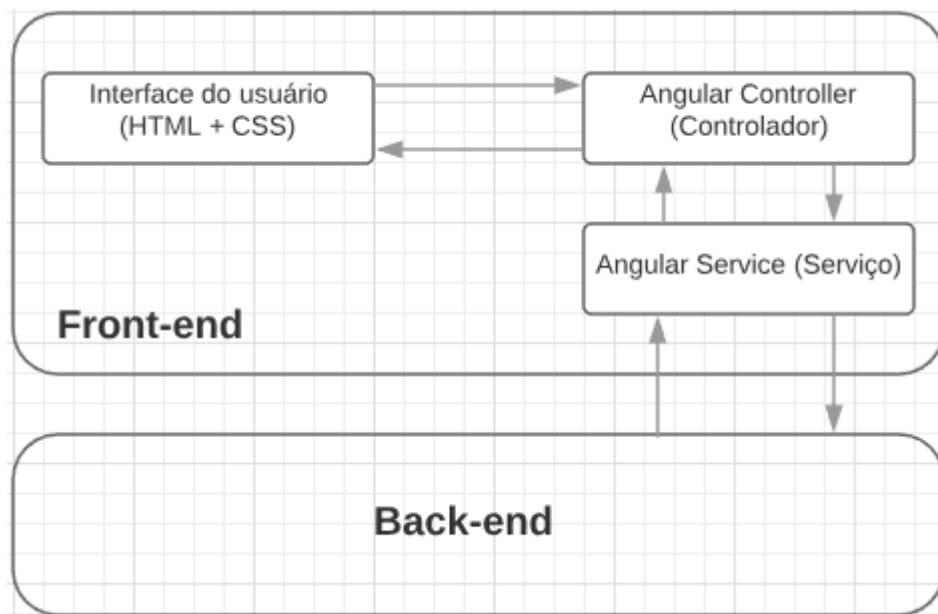 Interface do usuário
(HTML + CSS)
Angular Controller
(Controlador)
Angular Service (Serviço)
Front-end
Back-end